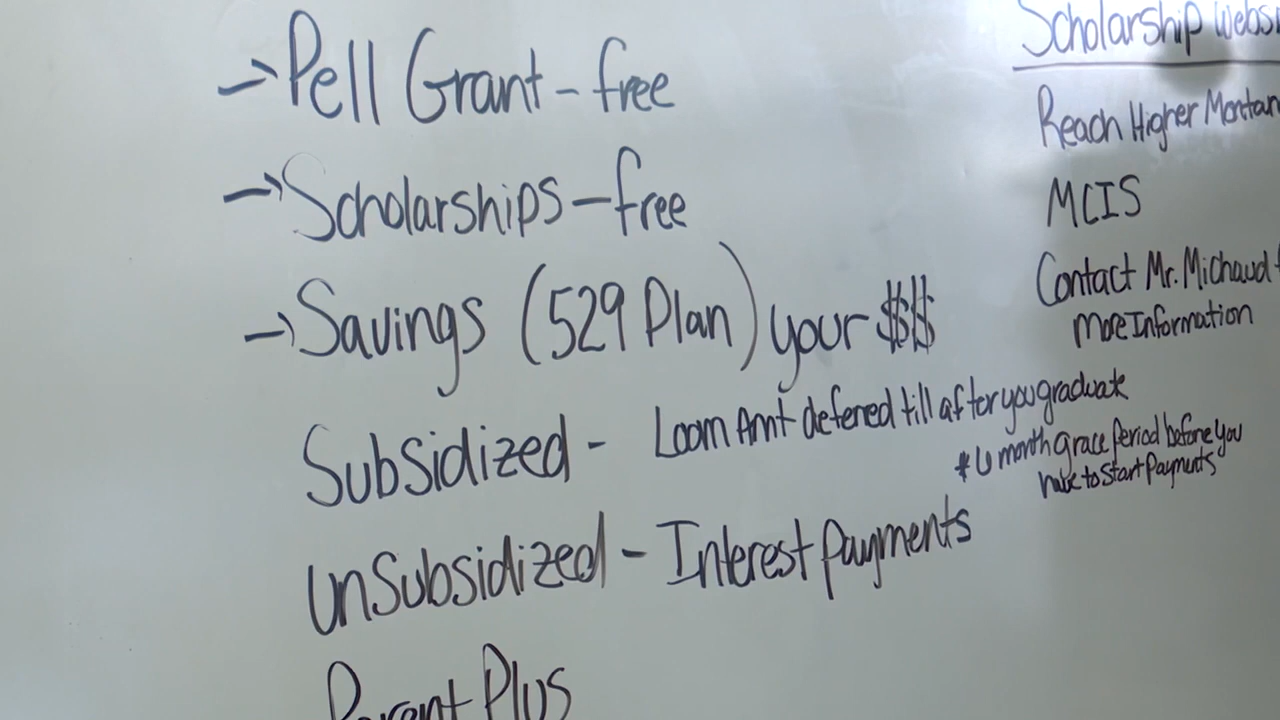 →Pell Grant - free
→Scholarships - free
→Savings (529 Plan) your $$$
Subsidized - Loan Amt deferred till after you graduate
*6 month grace period before you
have to start payments
unsubsidized - Interest payments
Parent Plus
Scholarship Websi
Reach Higher Montan
MCIS
Contact Mr. Michaud f
more Information